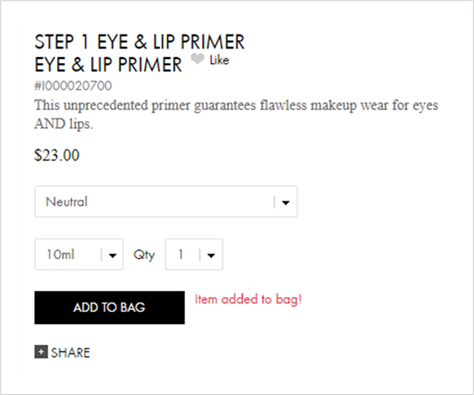 STEP 1 EYE & LIP PRIMER
EYE & LIP PRIMER Like
#I000020700
This unprecedented primer guarantees flawless makeup wear for eyes
AND lips.
$23.00
Neutral
10ml Qty 1
ADD TO BAG Item added to bag!
+ SHARE